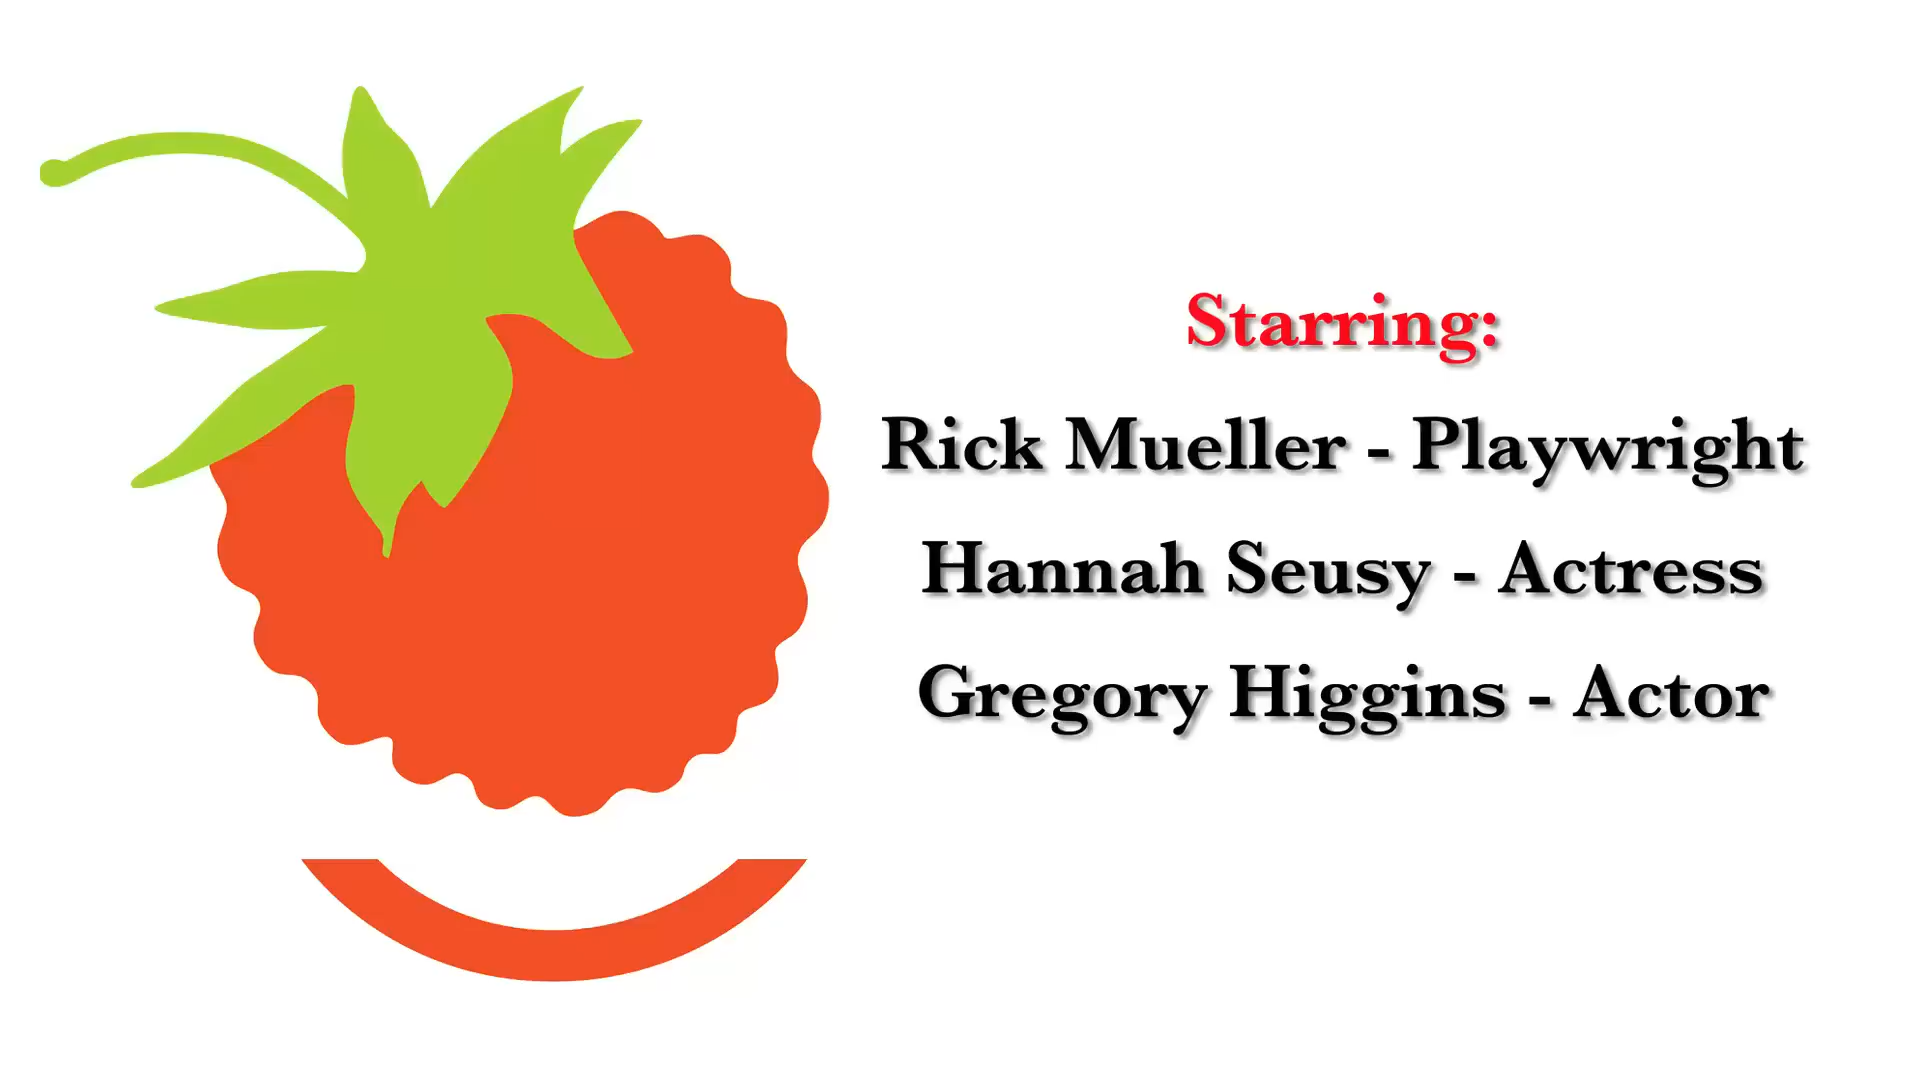 Starring:
Rick Mueller - Playwright
Hannah Seusy - Actress
Gregory Higgins - Actor